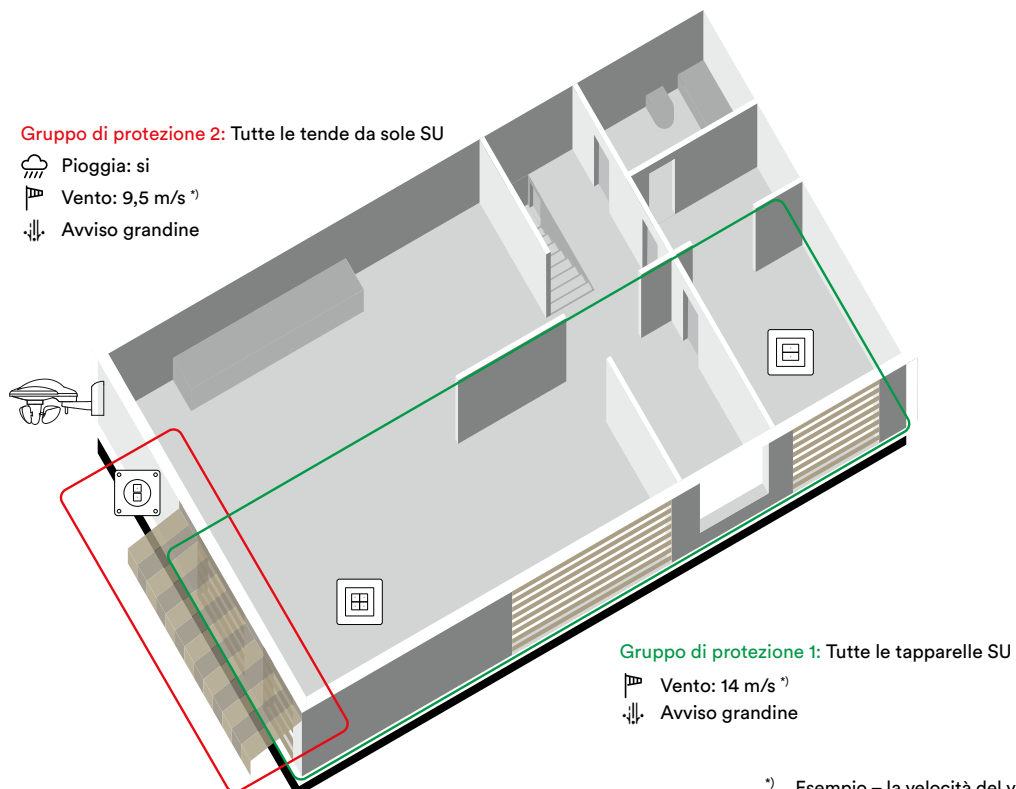 Gruppo di protezione 2: Tutte le tende da sole SU
Pioggia: si
Vento: 9,5 m/s *)
Avviso grandine
Gruppo di protezione 1: Tutte le tapparelle SU
Vento: 14 m/s *)
Avviso grandine
*) Esempio – la velocità del